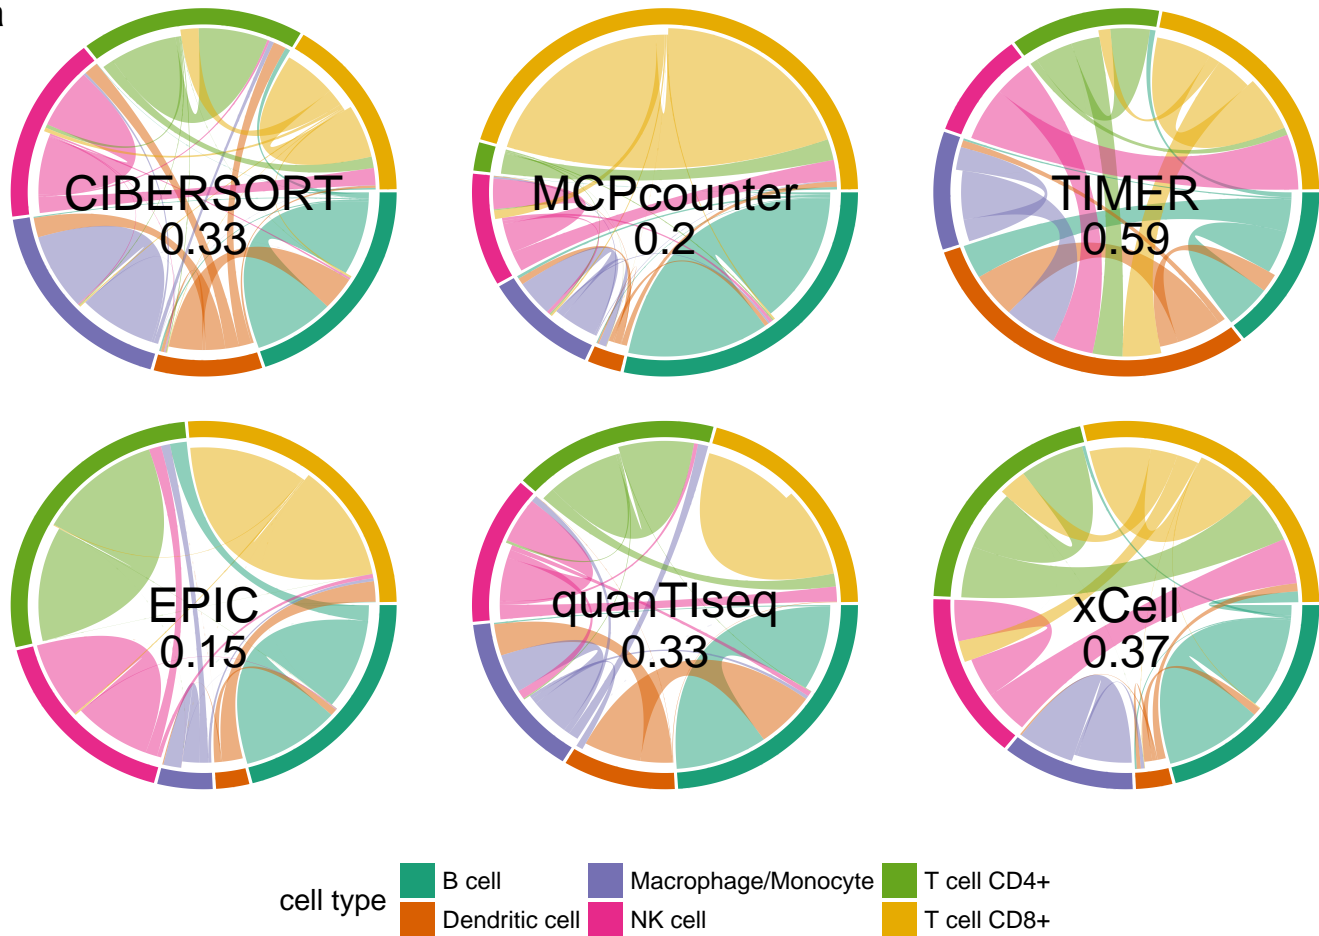 CIBERSORT
0.33
MCPcounter
0.2
TIMER
0.59
EPIC
0.15
quanTIseq
0.33
xCell
0.37
cell type
B cell
Macrophage/Monocyte
T cell CD4+
Dendritic cell
NK cell
T cell CD8+